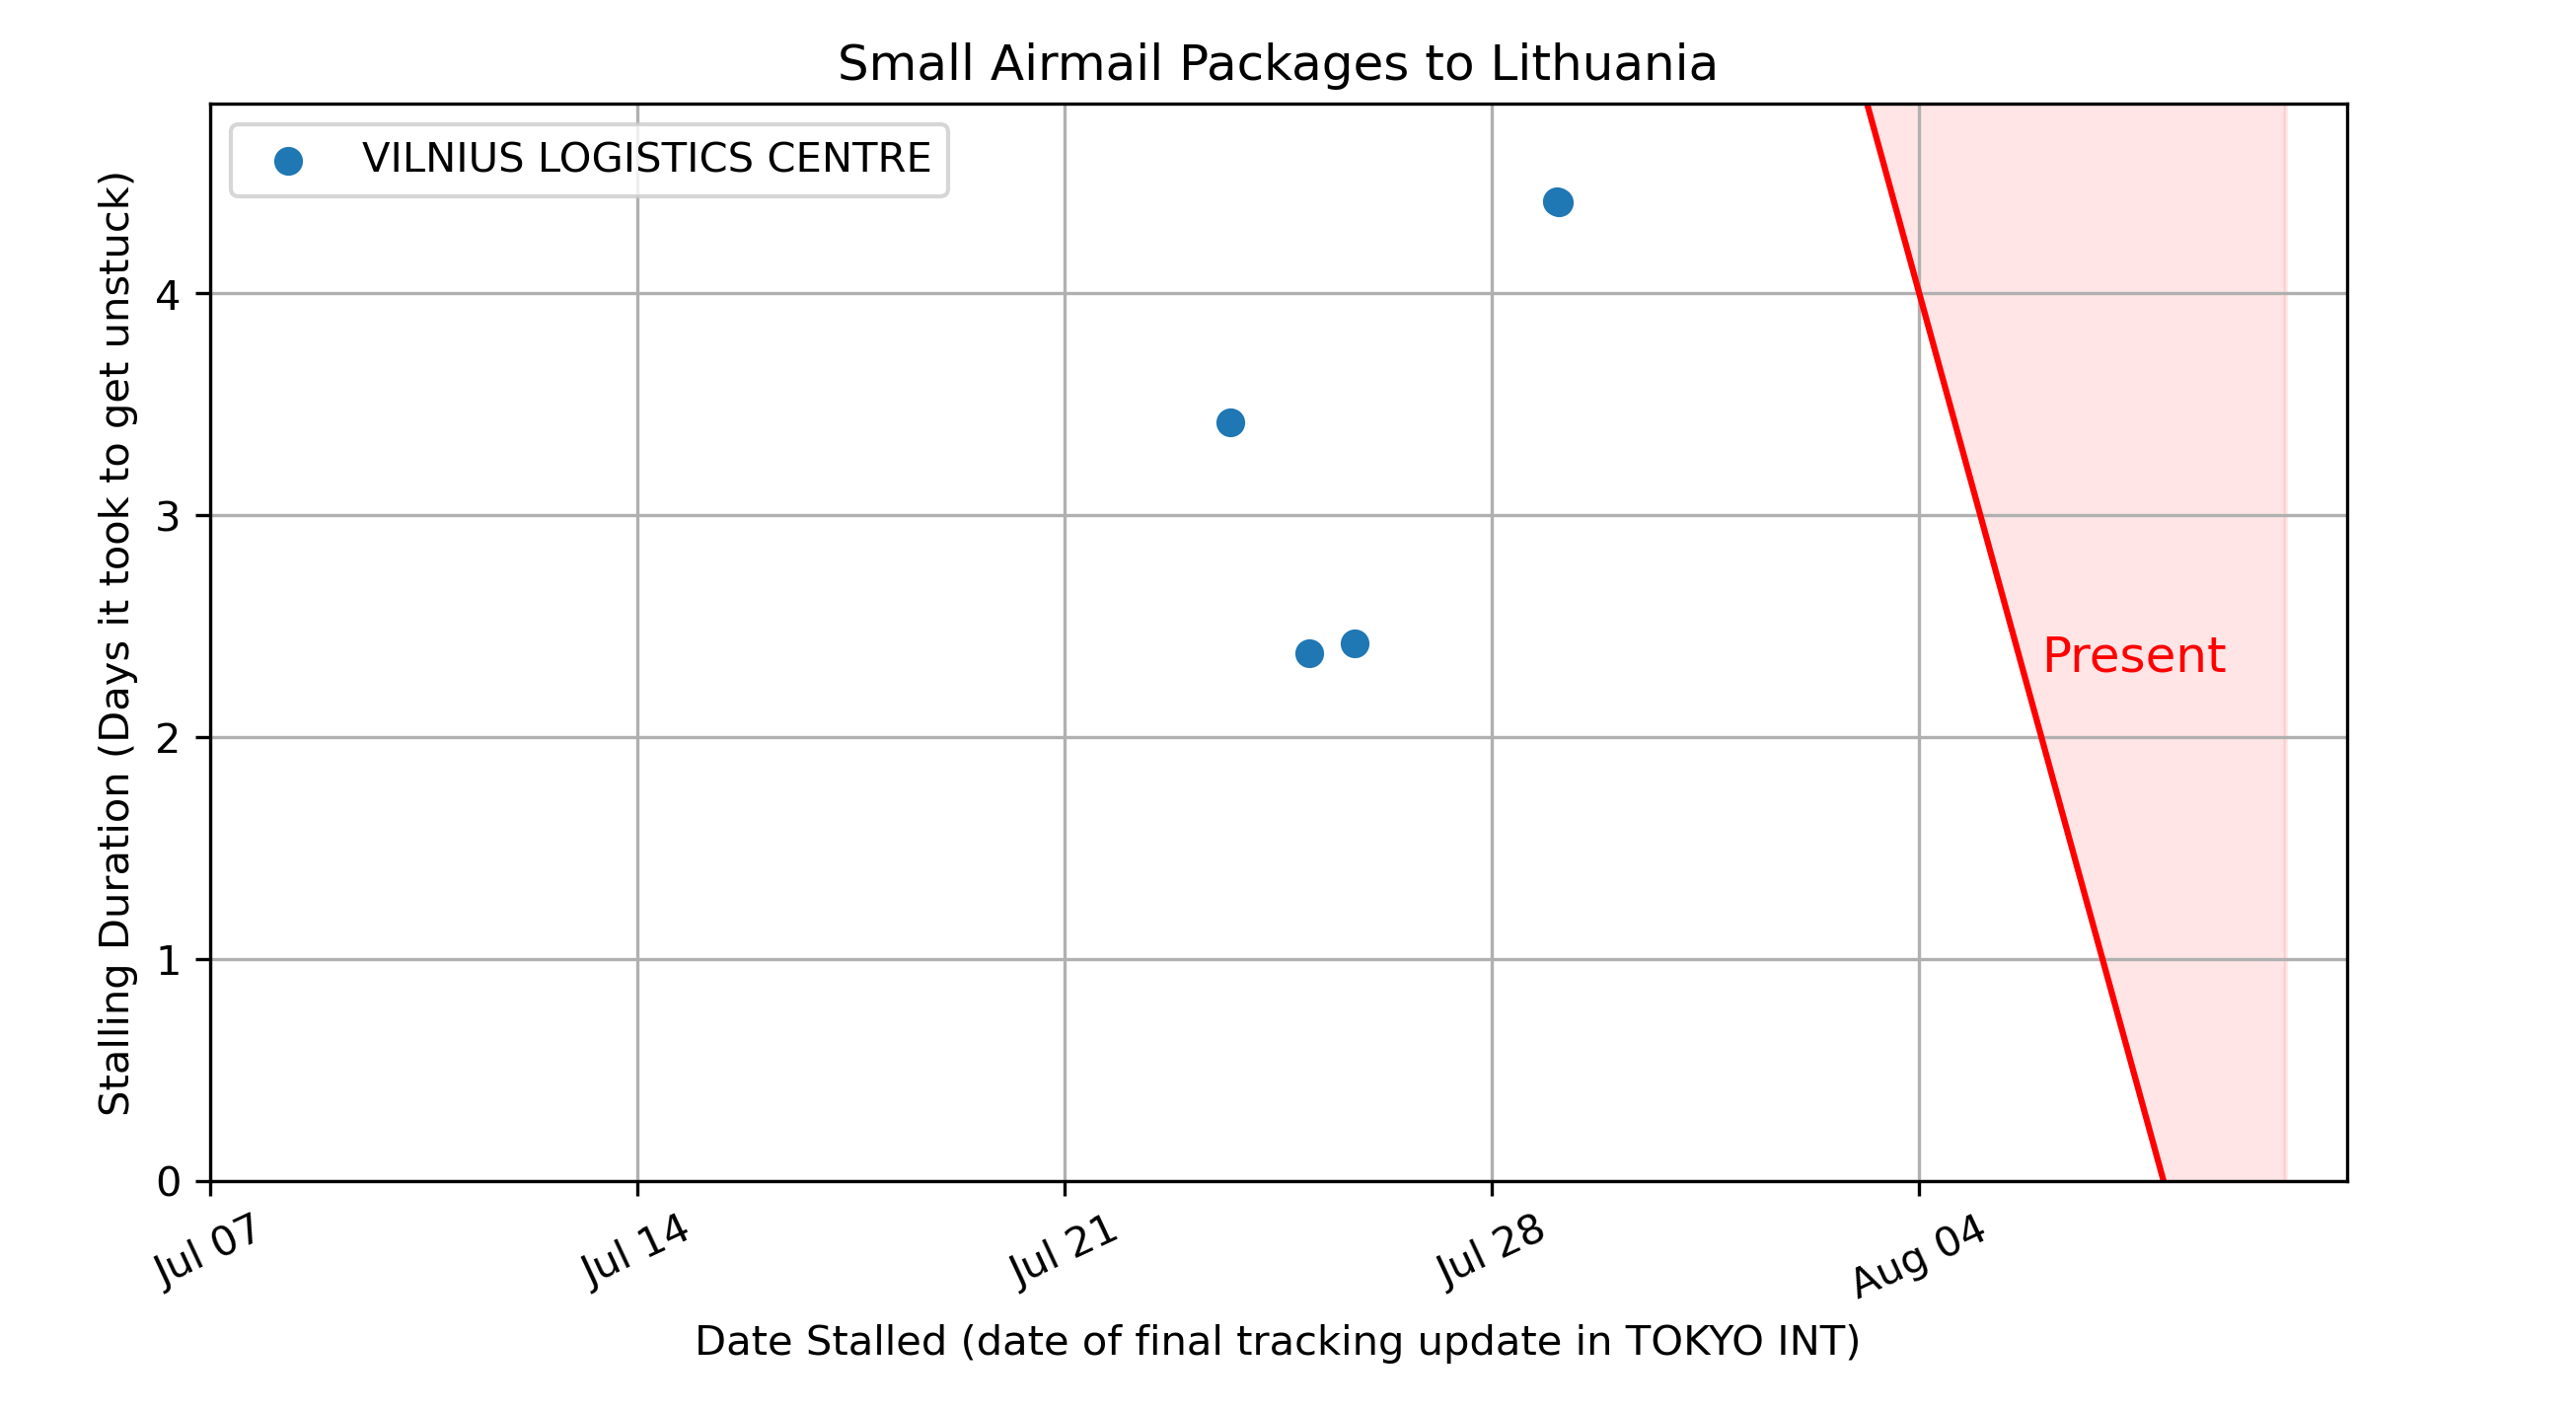 Small Airmail Packages to Lithuania
VILNIUS LOGISTICS CENTRE
Stalling Duration (Days it took to get unstuck)
4
3
2
1
0
Present
Jul 07
Jul 14
Jul 21
Jul 28
Aug 04
Date Stalled (date of final tracking update in TOKYO INT)